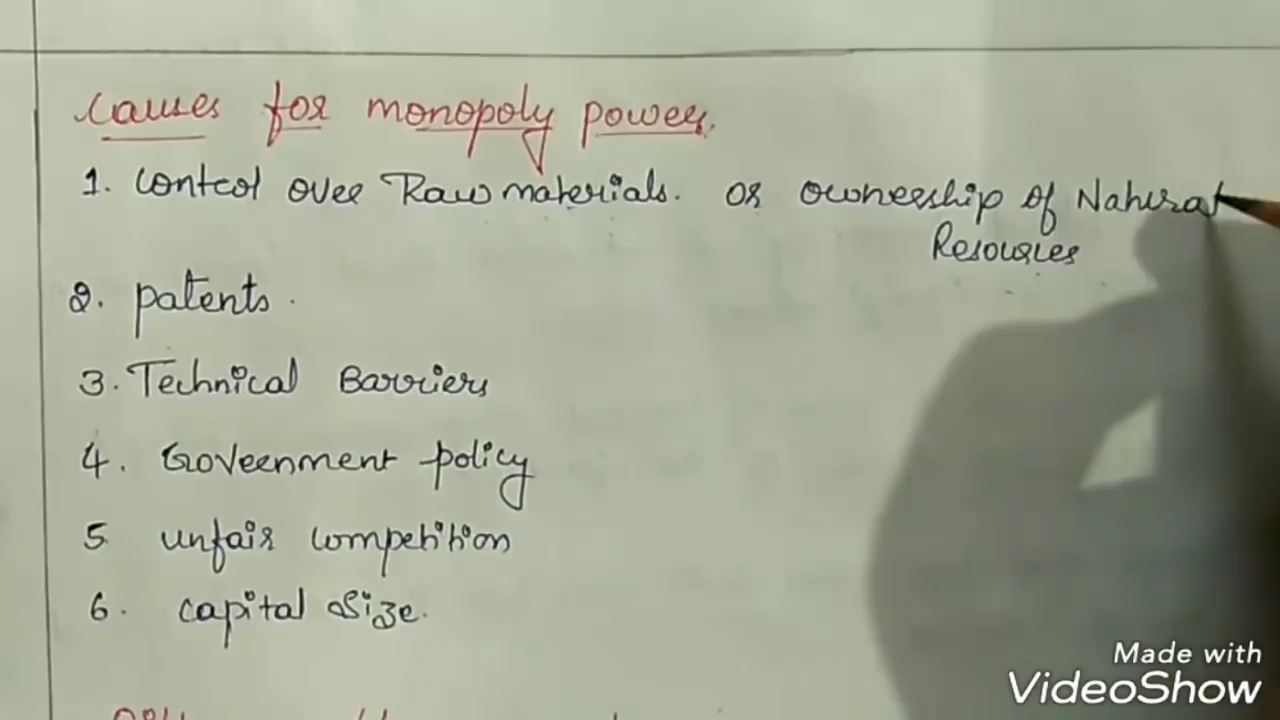 Causes for monopoly power.
1. Control over Raw materials. or ownership of Natural
Resources
2. Patents.
3. Technical Barriers
4. Government policy
5 unfair competition
6. capital size.
Made with
VideoShow